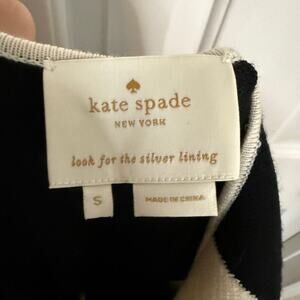 kate spade
NEW YORK
look for the silver lining
S
MADE IN CHINA